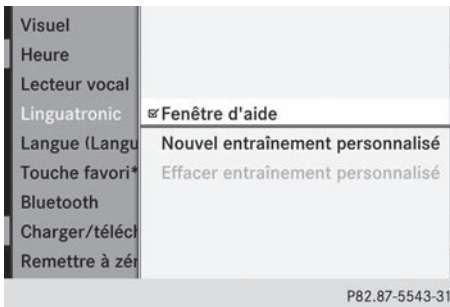 Visuel
Heure
Lecteur vocal
Linguatronic
Fenêtre d'aide
Langue (Langu
Nouvel entraînement personnalisé
Touche favori*
Effacer entraînement personnalisé
Bluetooth
Charger/téléch
Remettre à zér
P82.87-5543-31